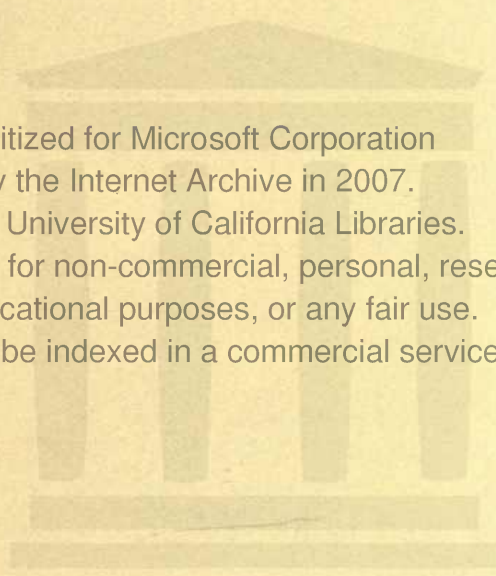 itized for Microsoft Corporation
y the Internet Archive in 2007.
University of California Libraries.
for non-commercial, personal, rese
cational purposes, or any fair use.
be indexed in a commercial service